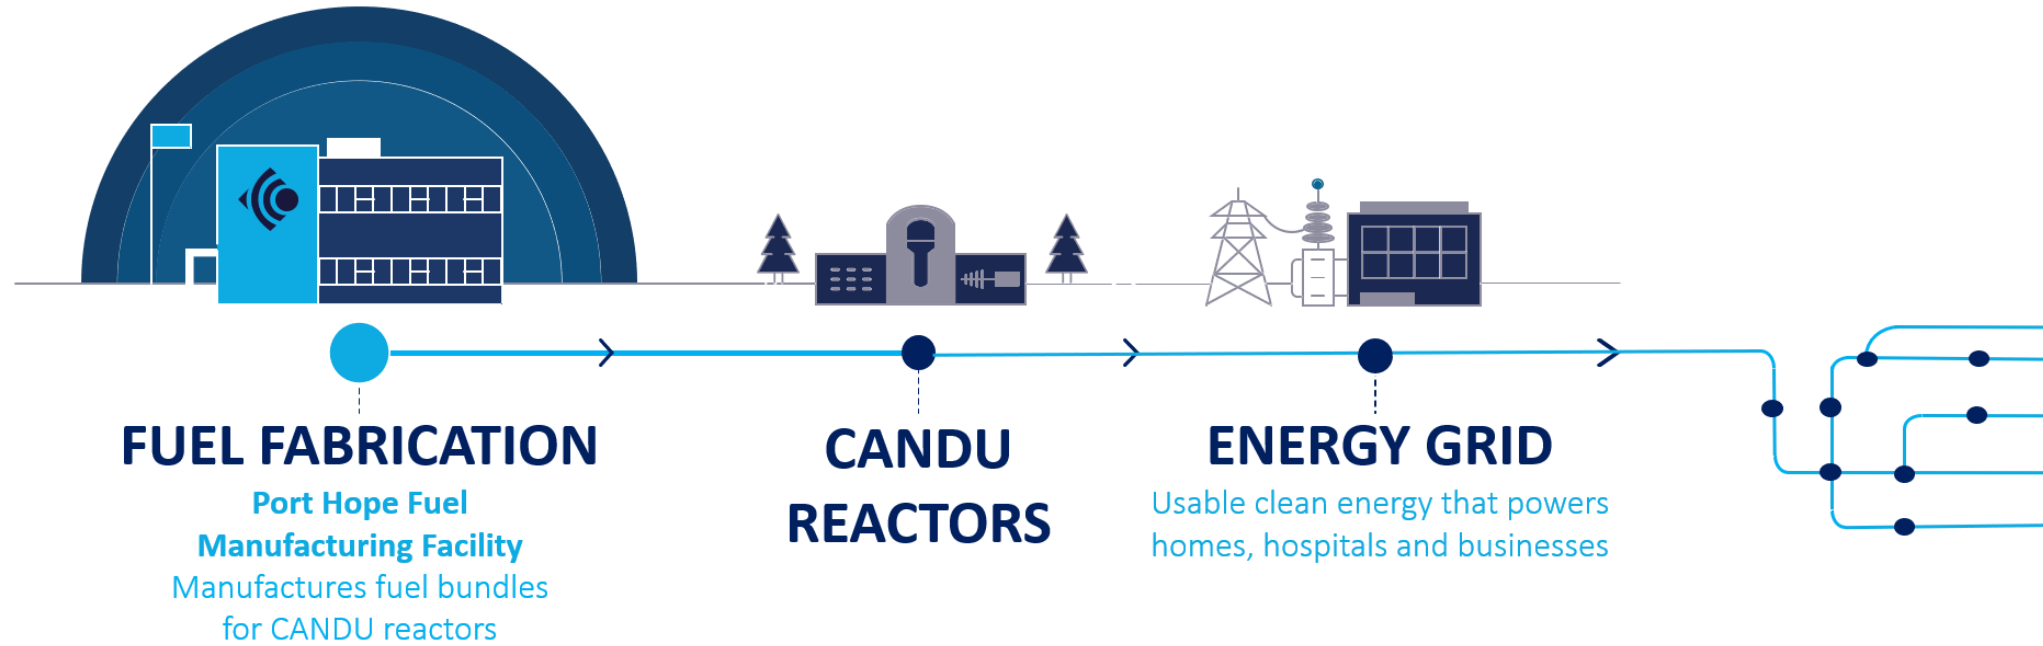 FUEL FABRICATION
Port Hope Fuel
Manufacturing Facility
Manufactures fuel bundles
for CANDU reactors
CANDU
REACTORS
ENERGY GRID
Usable clean energy that powers
homes, hospitals and businesses